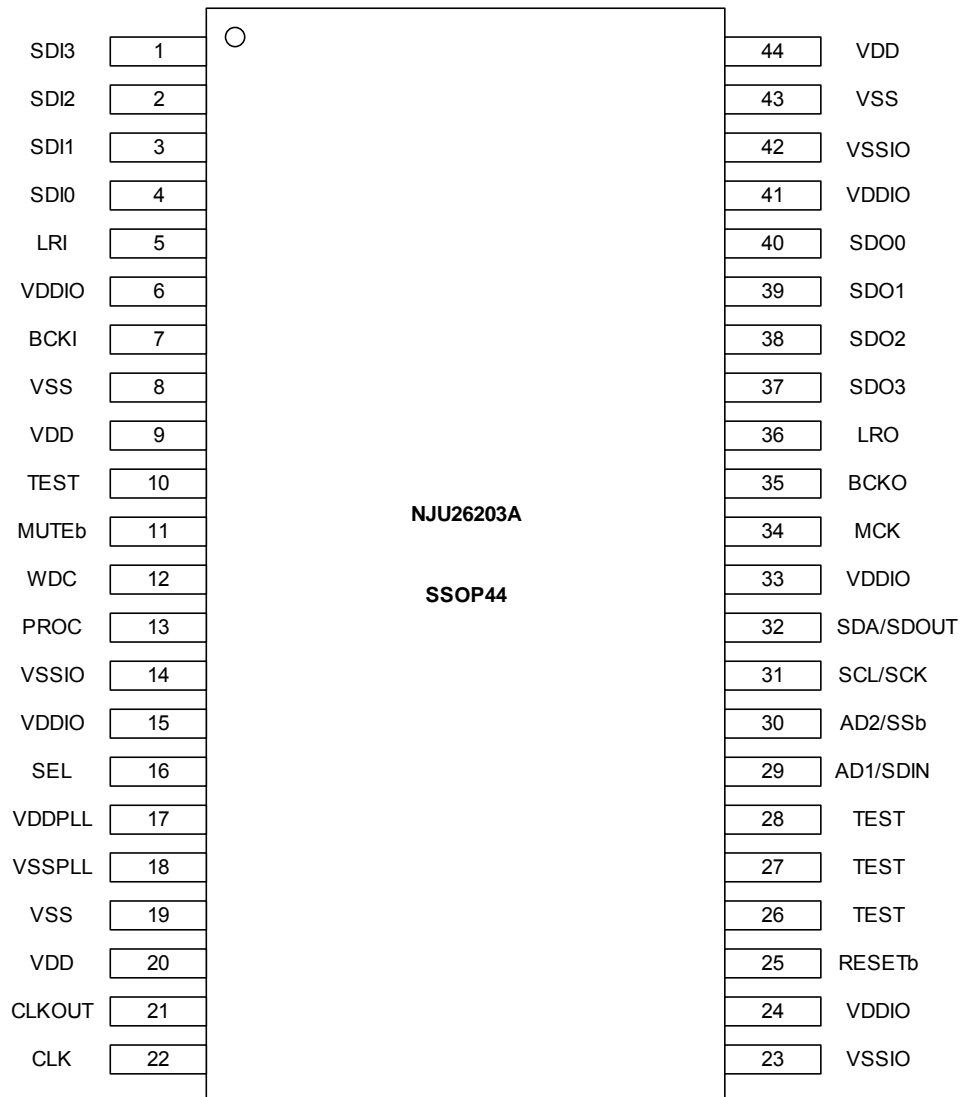 SDI3 1 44 VDD
SDI2 2 43 VSS
SDI1 3 42 VSSIO
SDI0 4 41 VDDIO
LRI 5 40 SDO0
VDDIO 6 39 SDO1
BCKI 7 38 SDO2
VSS 8 37 SDO3
VDD 9 36 LRO
TEST 10 35 BCKO
NJU26203A
MUTEb 11 34 MCK
WDC 12 33 VDDIO
SSOP44
PROC 13 32 SDA/SDOUT
VSSIO 14 31 SCL/SCK
VDDIO 15 30 AD2/SSb
SEL 16 29 AD1/SDIN
VDDPLL 17 28 TEST
VSSPLL 18 27 TEST
VSS 19 26 TEST
VDD 20 25 RESETb
CLKOUT 21 24 VDDIO
CLK 22 23 VSSIO